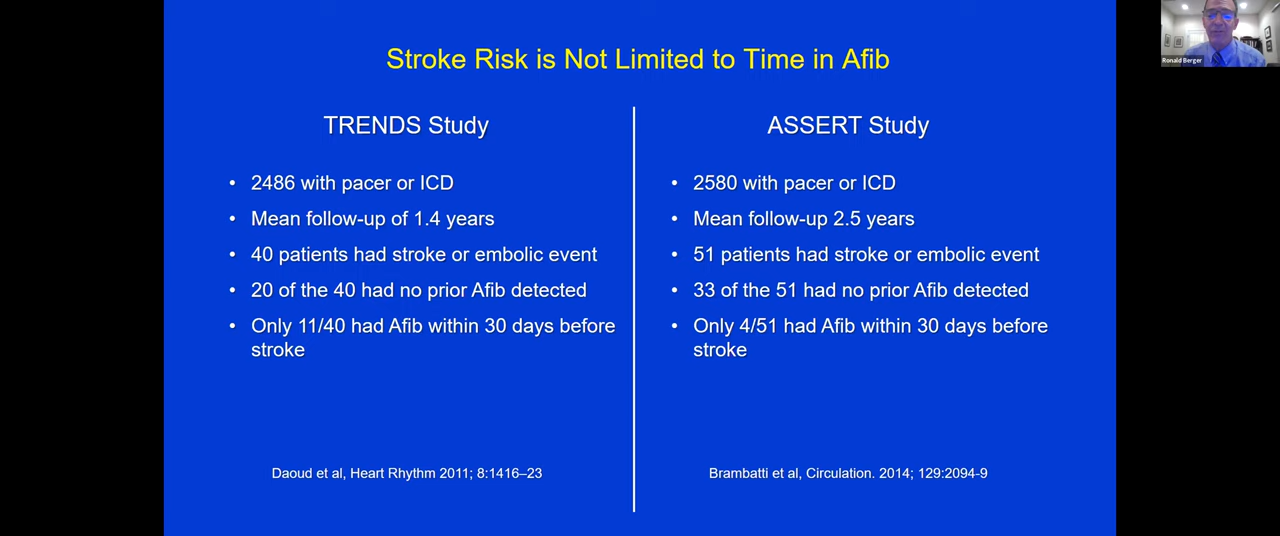 Stroke Risk is Not Limited to Time in Afib
TRENDS Study
• 2486 with pacer or ICD
• Mean follow-up of 1.4 years
• 40 patients had stroke or embolic event
• 20 of the 40 had no prior Afib detected
• Only 11/40 had Afib within 30 days before
stroke
Daoud et al, Heart Rhythm 2011; 8:1416–23
ASSERT Study
• 2580 with pacer or ICD
• Mean follow-up 2.5 years
• 51 patients had stroke or embolic event
• 33 of the 51 had no prior Afib detected
• Only 4/51 had Afib within 30 days before
stroke
Brambatti et al, Circulation. 2014; 129:2094-9
Ronald Berger